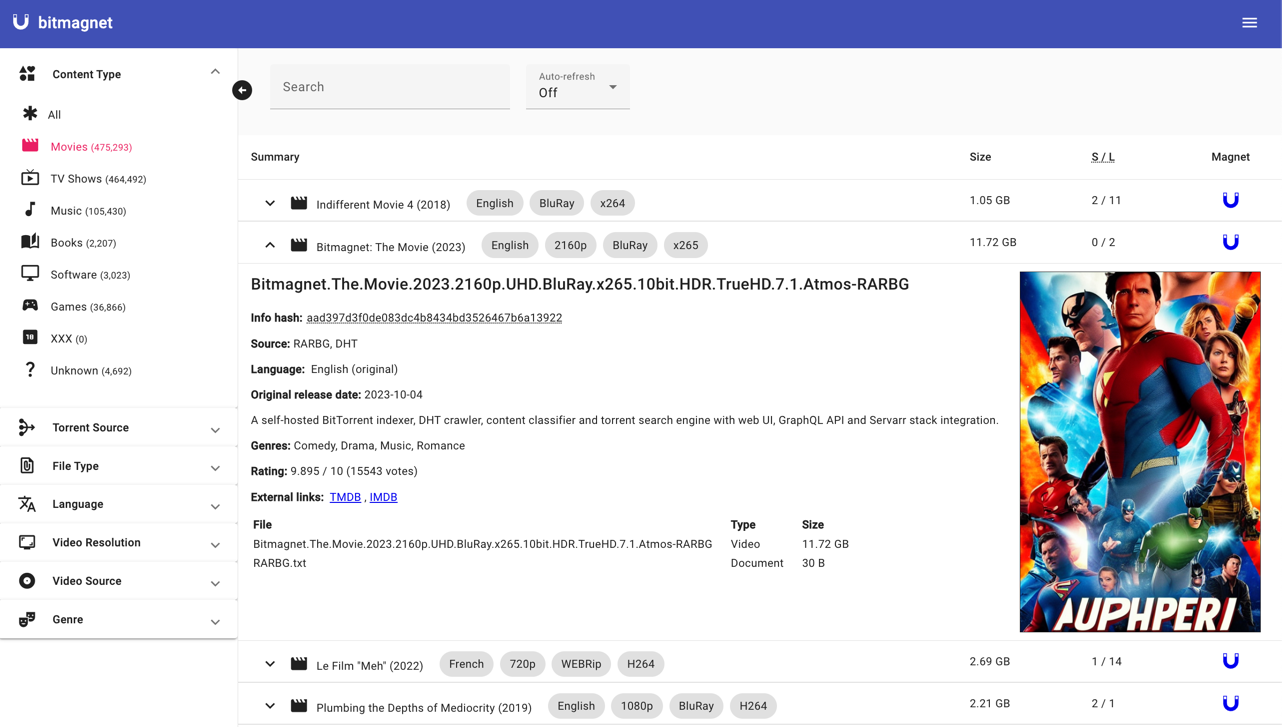 bitmagnet
Content Type
All
Movies (475,293)
TV Shows (464,492)
Music (105,430)
Books (2,207)
Software (3,023)
Games (36,866)
18 XXX (0)
? Unknown (4,692)
Torrent Source
File Type
Language
Video Resolution
Video Source
Genre
Search
Auto-refresh
Off
Summary Size S / L Magnet
Indifferent Movie 4 (2018) English BluRay x264 1.05 GB 2 / 11
Bitmagnet: The Movie (2023) English 2160p BluRay x265 11.72 GB 0 / 2
Bitmagnet.The.Movie.2023.2160p.UHD.BluRay.x265.10bit.HDR.TrueHD.7.1.Atmos-RARBG
Info hash: aad397d3f0de083dc4b8434bd3526467b6a13922
Source: RARBG, DHT
Language: English (original)
Original release date: 2023-10-04
A self-hosted BitTorrent indexer, DHT crawler, content classifier and torrent search engine with web UI, GraphQL API and Servarr stack integration.
Genres: Comedy, Drama, Music, Romance
Rating: 9.895 / 10 (15543 votes)
External links: TMDB , IMDB
File Type Size
Bitmagnet.The.Movie.2023.2160p.UHD.BluRay.x265.10bit.HDR.TrueHD.7.1.Atmos-RARBG Video 11.72 GB
RARBG.txt Document 30 B
AUPHPERI
Le Film "Meh" (2022) French 720p WEBRip H264 2.69 GB 1 / 14
Plumbing the Depths of Mediocrity (2019) English 1080p BluRay H264 2.21 GB 2 / 1